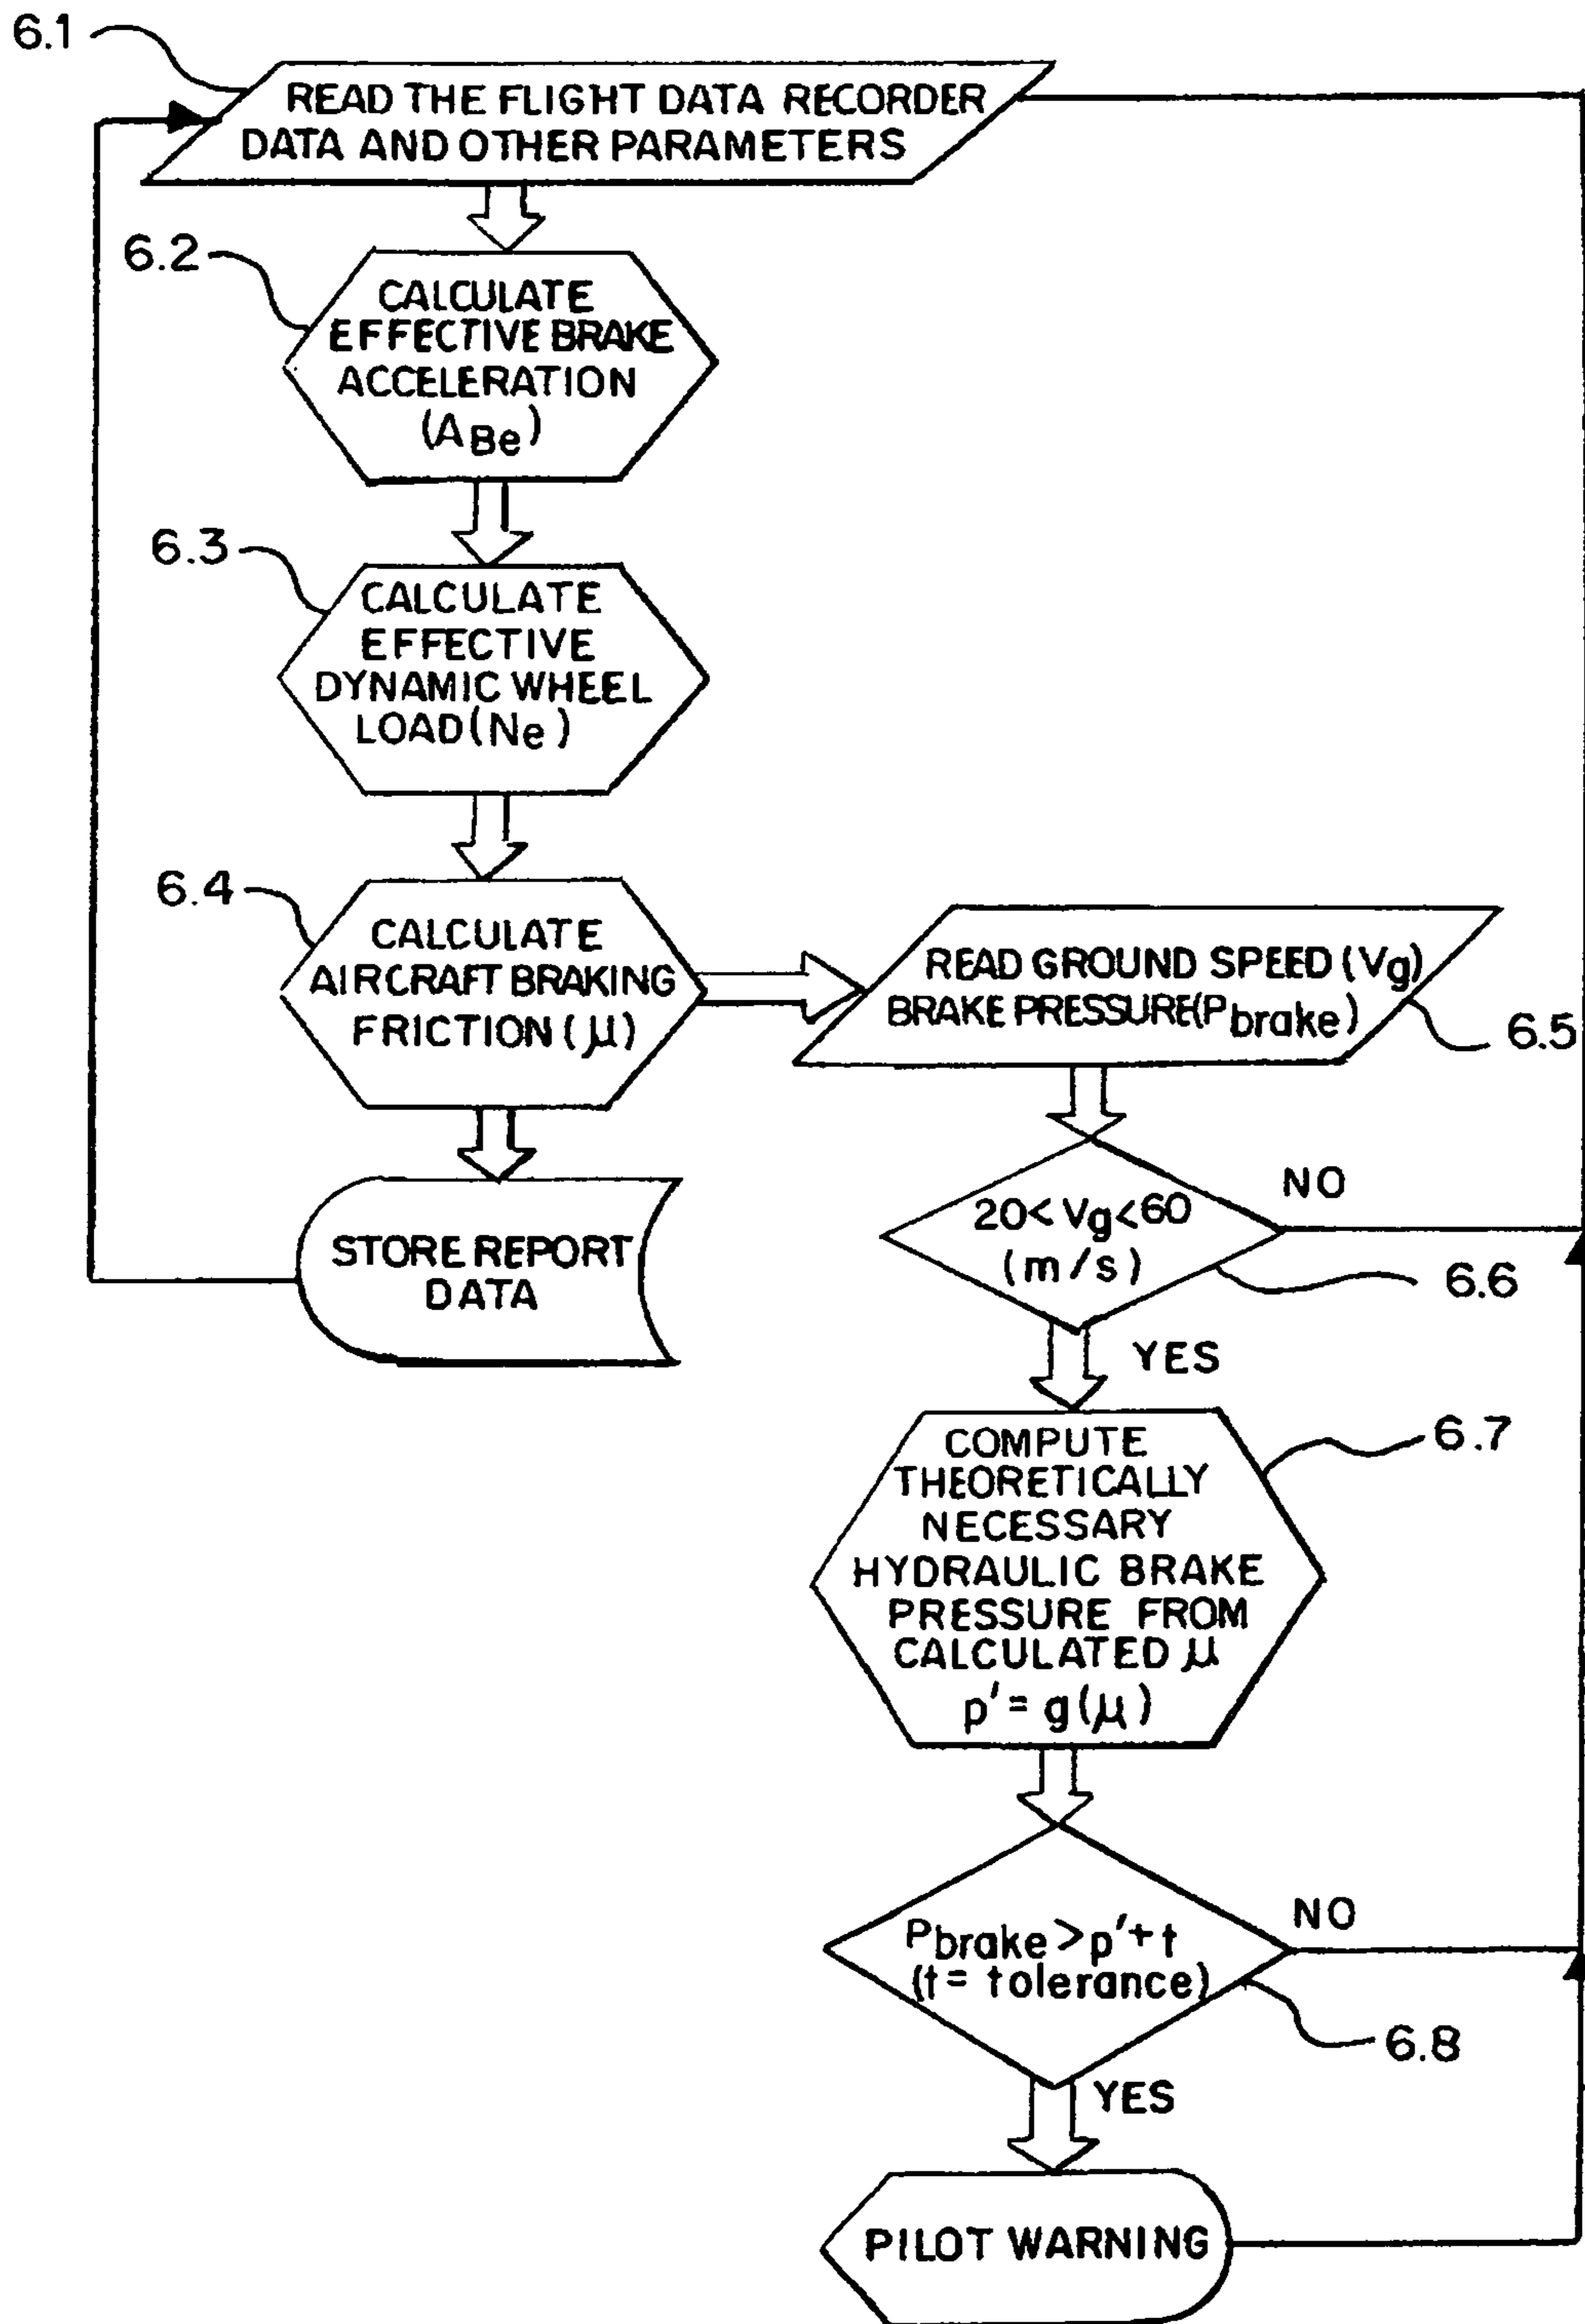 6.1
READ THE FLIGHT DATA RECORDER
DATA AND OTHER PARAMETERS
6.2
CALCULATE
EFFECTIVE BRAKE
ACCELERATION
(ABe)
6.3
CALCULATE
EFFECTIVE
DYNAMIC WHEEL
LOAD(Ne)
6.4
CALCULATE
AIRCRAFT BRAKING
FRICTION(μ)
STORE REPORT
DATA
READ GROUND SPEED (Vg)
BRAKE PRESSURE(Pbrake)
6.5
20<Vg<60
(m/s)
NO
6.6
YES
COMPUTE
THEORETICALLY
NECESSARY
HYDRAULIC BRAKE
PRESSURE FROM
CALCULATED μ
p'=g(μ)
6.7
Pbrake>p'+t
(t= tolerance)
NO
6.8
YES
PILOT WARNING